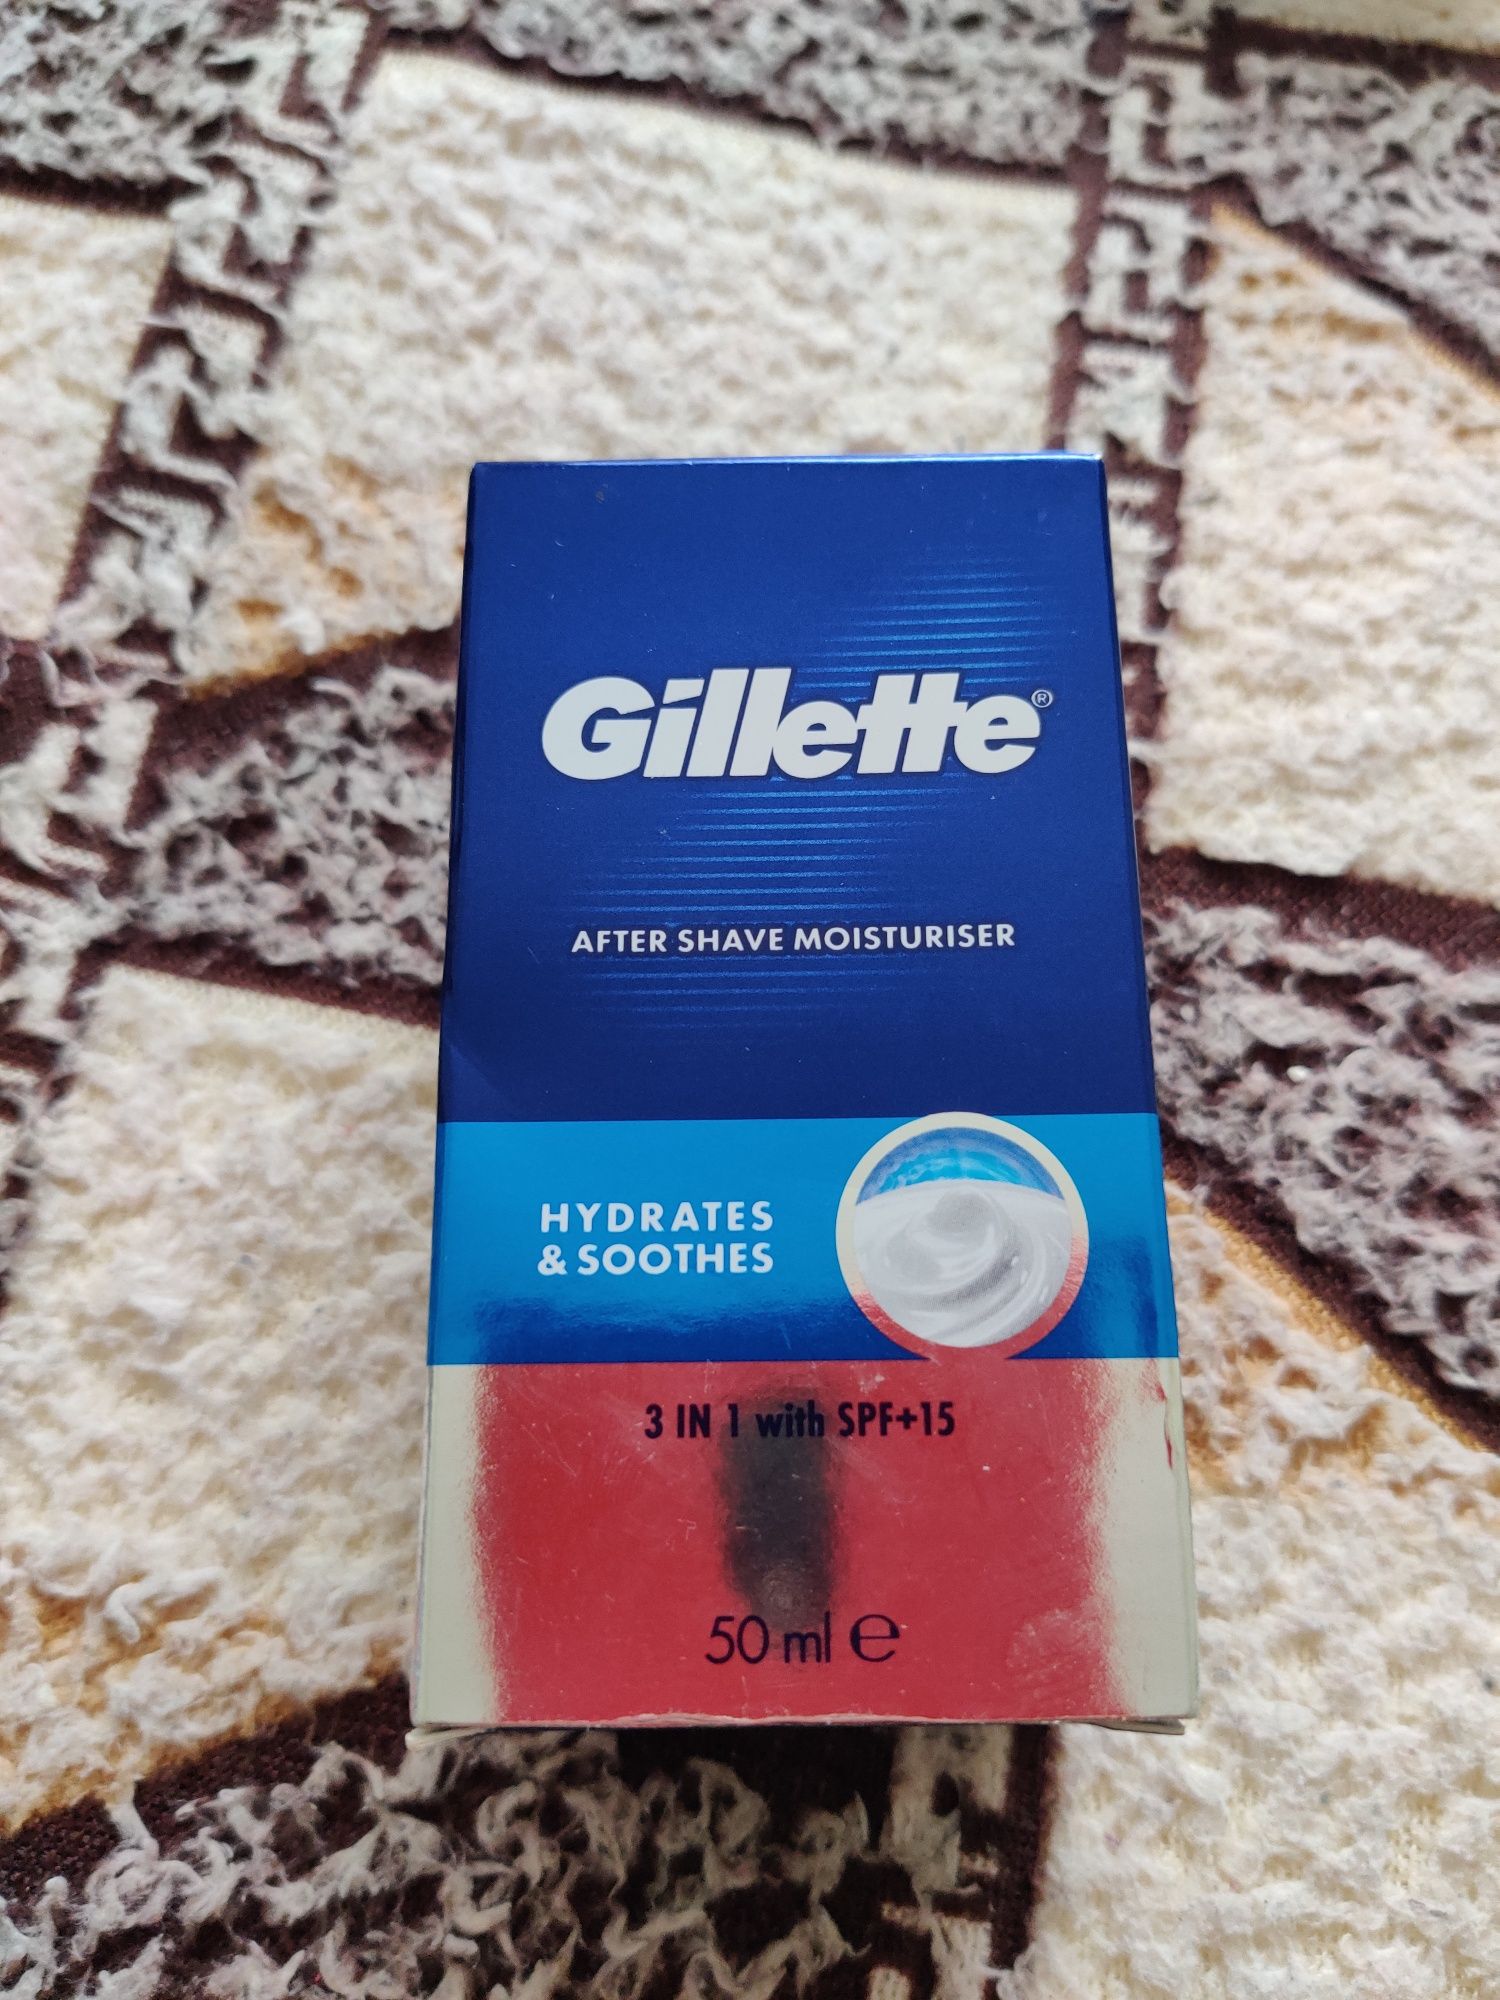 Gillette®
AFTER SHAVE MOISTURISER
HYDRATES
& SOOTHES
3 IN 1 with SPF+15
50 ml ℮